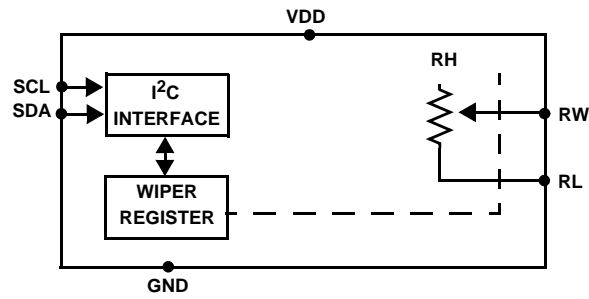 VDD
RH
SCL
SDA
I²C
INTERFACE
RW
WIPER
REGISTER
RL
GND